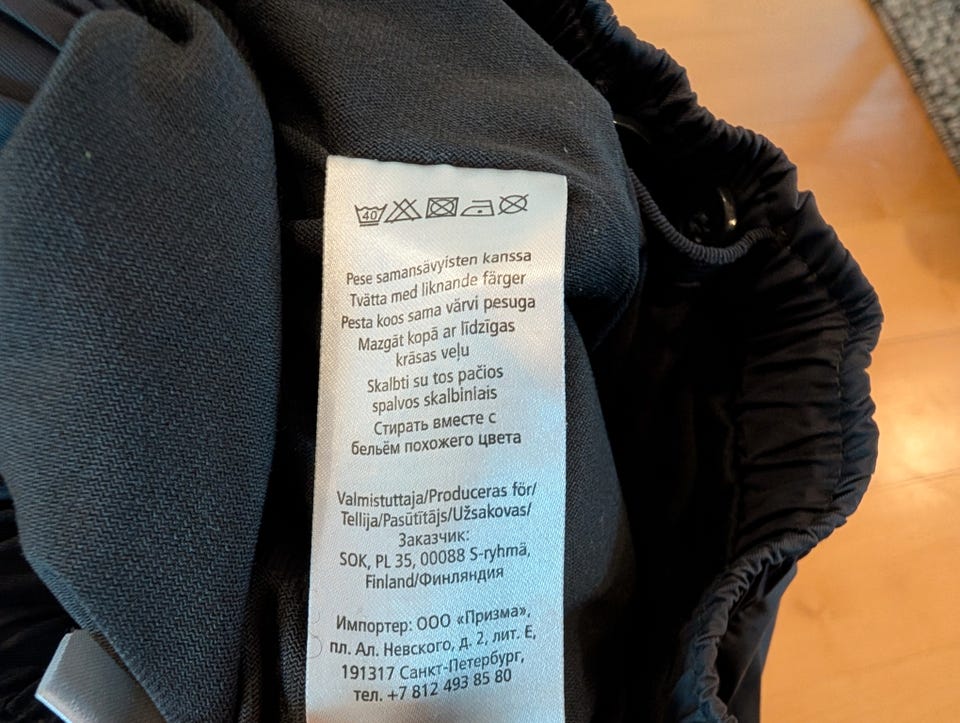 40
Pese samansävyisten kanssa
Tvätta med liknande färger
Pesta koos sama värvi pesuga
Mazgāt kopā ar līdzīgas
krāsas veļu
Skalbti su tos pačios
spalvos skalbiniais
Стирать вместе с
бельём похожего цвета
Valmistuttaja/Produceras för/
Tellija/Pasūtītājs/Užsakovas/
Заказчик:
SOK, PL 35, 00088 S-ryhmä,
Finland/Финляндия
Импортер: ООО «Призма»,
пл. Ал. Невского, д. 2, лит. Е,
191317 Санкт-Петербург,
тел. +7 812 493 85 80